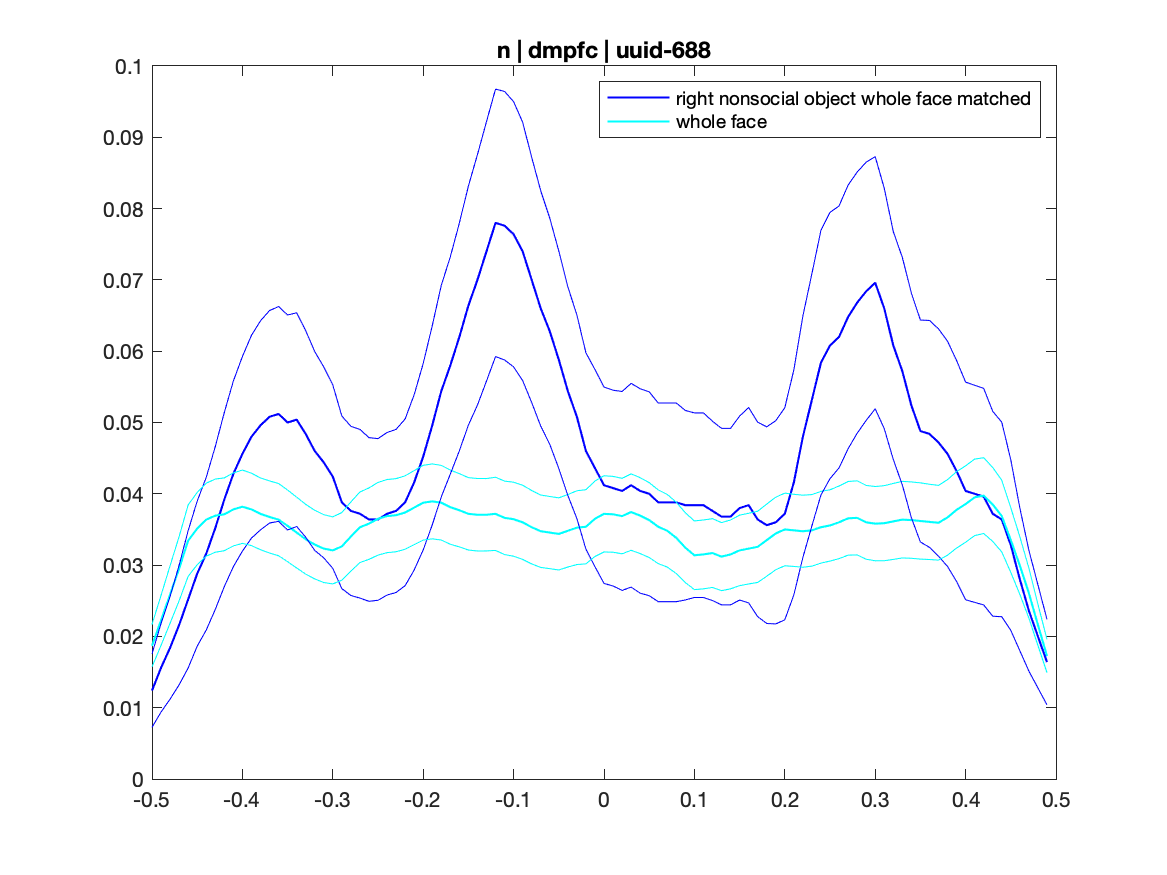 n | dmpfc | uuid-688
right nonsocial object whole face matched
whole face
0.1
0.09
0.08
0.07
0.06
0.05
0.04
0.03
0.02
0.01
0
-0.5 -0.4 -0.3 -0.2 -0.1 0 0.1 0.2 0.3 0.4 0.5